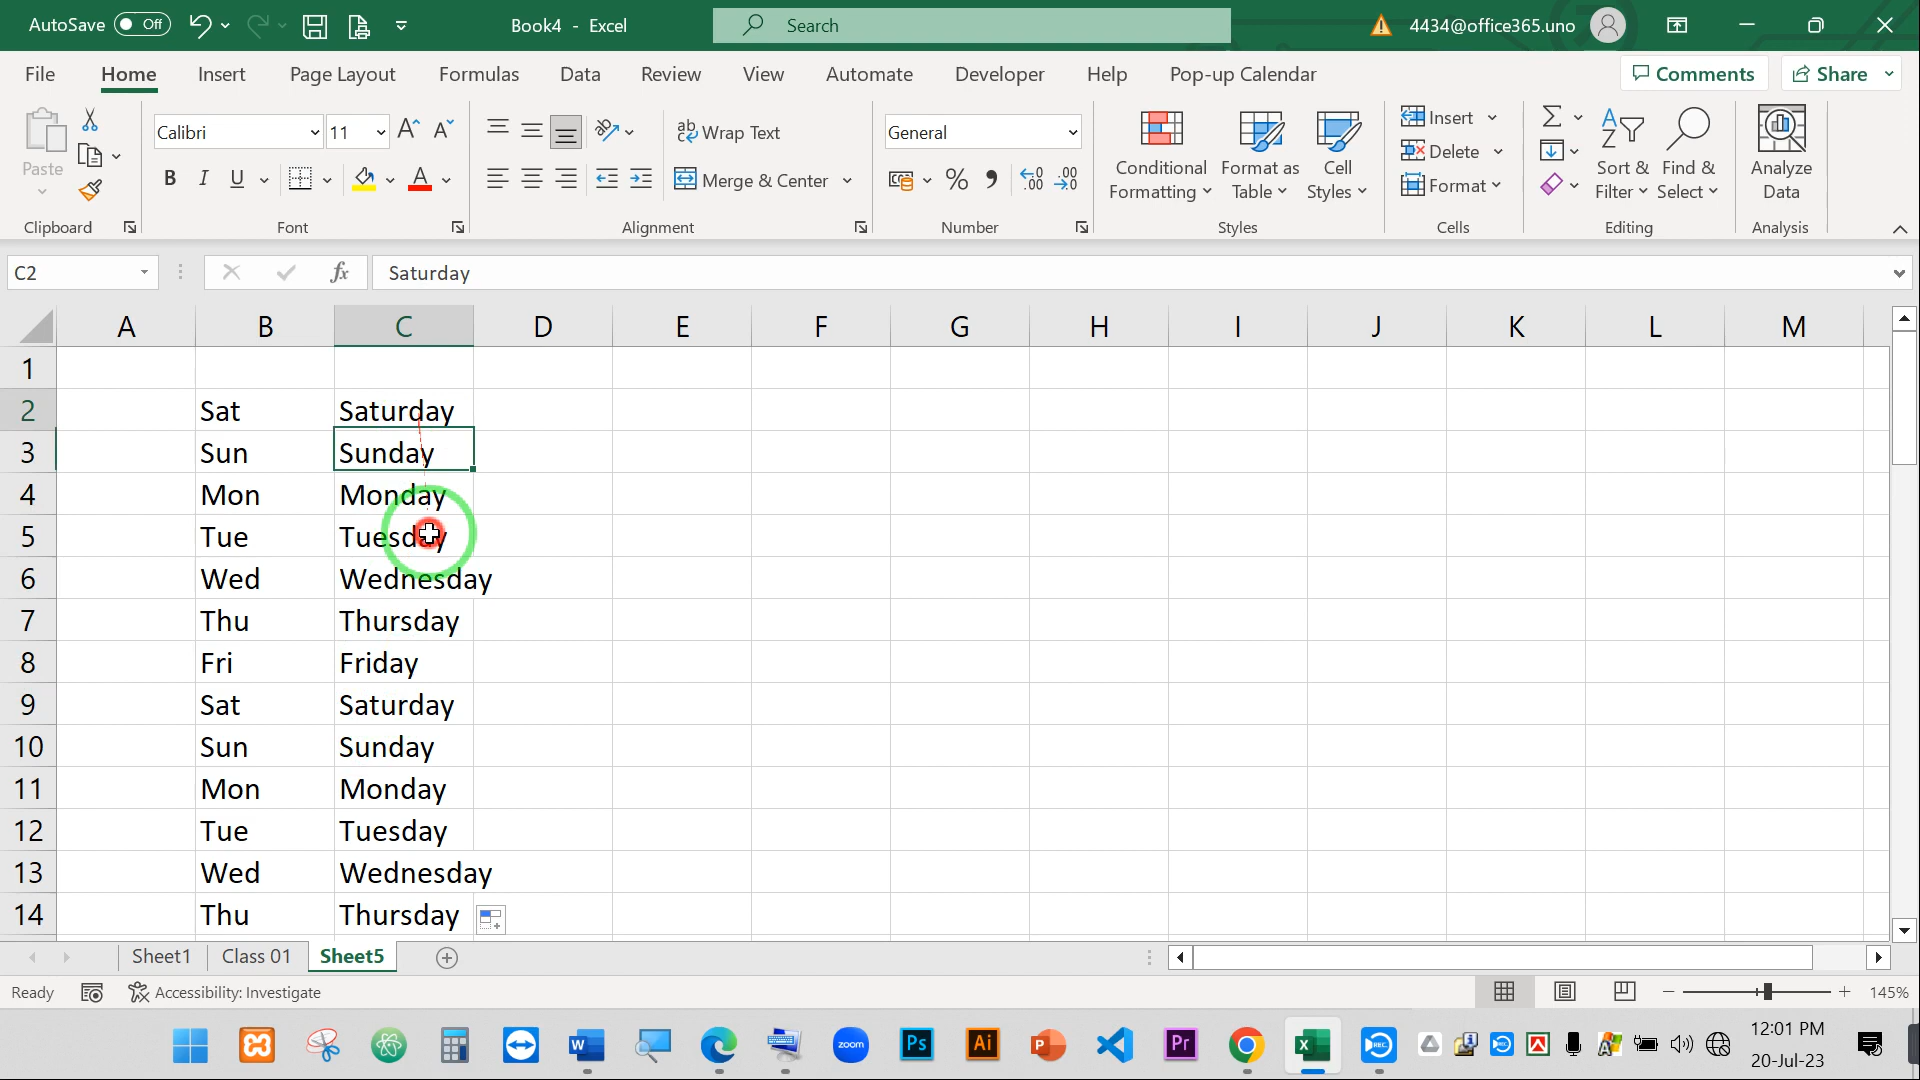 AutoSave Off Book4 - Excel Search 4434@office365.uno
File Home Insert Page Layout Formulas Data Review View Automate Developer Help Pop-up Calendar Comments Share
Paste Calibri 11 Wrap Text Merge & Center General Conditional Formatting Format as Table Cell Styles Insert Delete Format Sort & Filter Find & Select Analyze Data
Clipboard Font Alignment Number Styles Cells Editing Analysis
C2 fx Saturday
A B C D E F G H I J K L M
1
2 Sat Saturday
3 Sun Sunday
4 Mon Monday
5 Tue Tuesday
6 Wed Wednesday
7 Thu Thursday
8 Fri Friday
9 Sat Saturday
10 Sun Sunday
11 Mon Monday
12 Tue Tuesday
13 Wed Wednesday
14 Thu Thursday
Sheet1 Class 01 Sheet5
Ready Accessibility: Investigate 145%
zoom Ps Ai Pr 12:01 PM
20-Jul-23